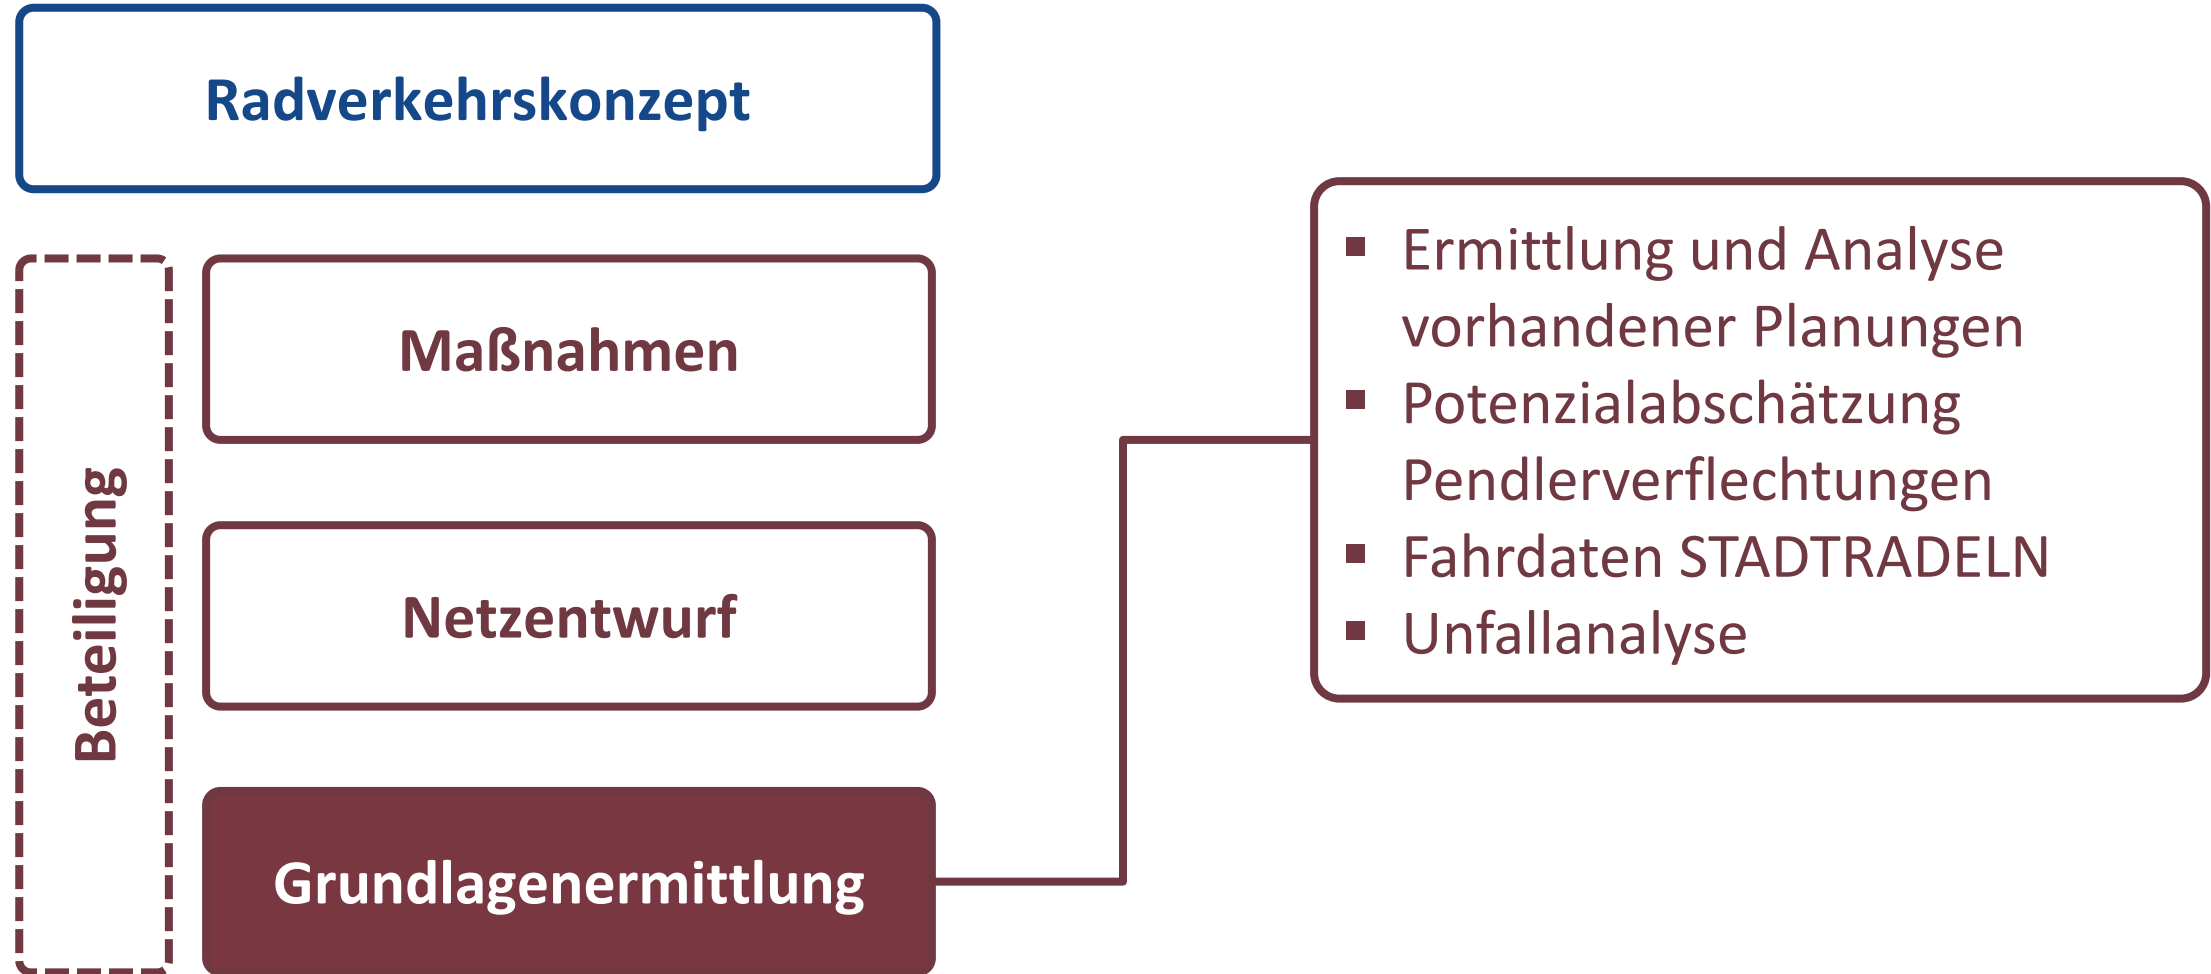 Radverkehrskonzept
Beteiligung
Maßnahmen
Netzentwurf
Grundlagenermittlung
▪ Ermittlung und Analyse
vorhandener Planungen
▪ Potenzialabschätzung
Pendlerverflechtungen
▪ Fahrdaten STADTRADELN
▪ Unfallanalyse